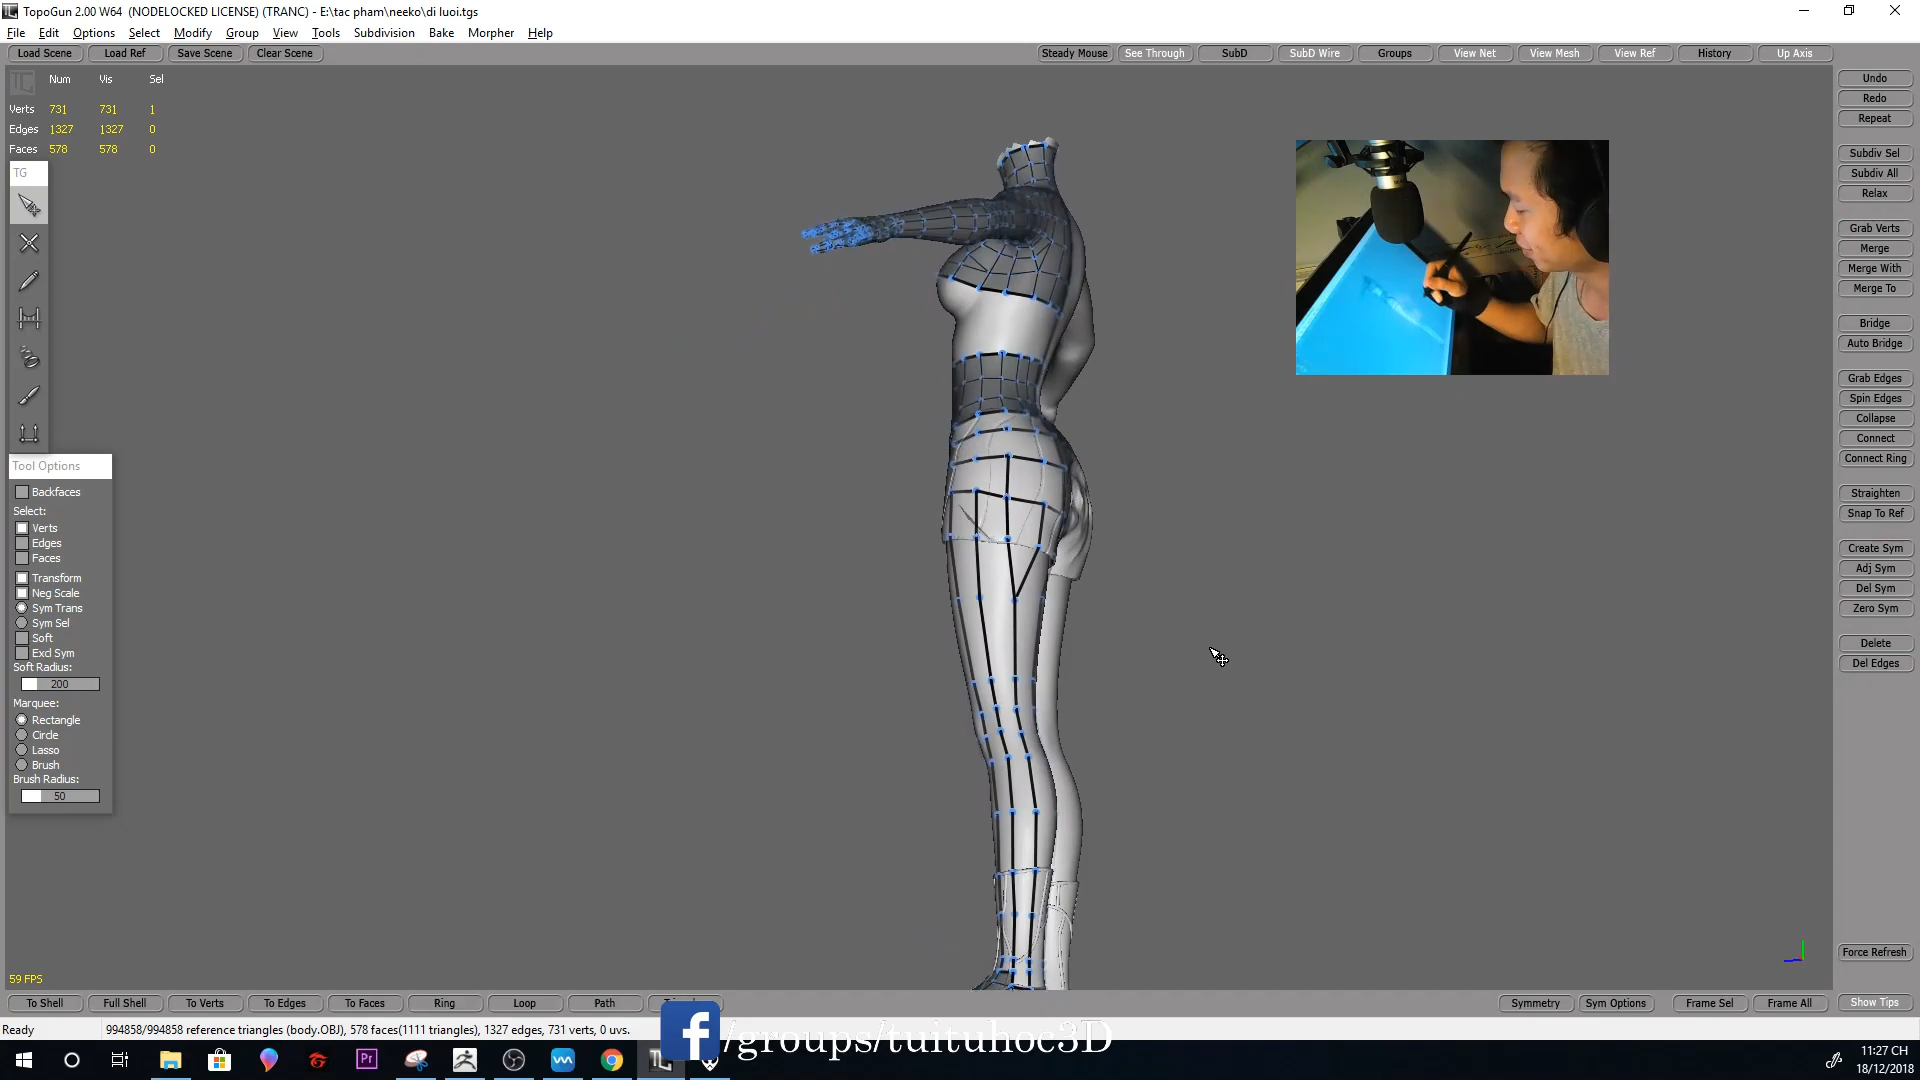 TopoGun 2.00 W64 (NODELOCKED LICENSE) (TRANC) - E:\tac pham\neeko\di luoi.tgs
File Edit Options Select Modify Group View Tools Subdivision Bake Morpher Help
Load Scene Load Ref Save Scene Clear Scene Steady Mouse See Through SubD SubD Wire Groups View Net View Mesh View Ref History Up Axis
Num Vis Sel
Verts 731 731 1
Edges 1327 1327 0
Faces 578 578 0
TG
Tool Options
Backfaces
Select:
Verts
Edges
Faces
Transform
Neg Scale
Sym Trans
Sym Sel
Soft
Excl Sym
Soft Radius:
200
Marquee:
Rectangle
Circle
Lasso
Brush
Brush Radius:
50
Undo
Redo
Repeat
Subdiv Sel
Subdiv All
Relax
Grab Verts
Merge
Merge With
Merge To
Bridge
Auto Bridge
Grab Edges
Spin Edges
Collapse
Connect
Connect Ring
Straighten
Snap To Ref
Create Sym
Adj Sym
Del Sym
Zero Sym
Delete
Del Edges
Force Refresh
59 FPS
To Shell Full Shell To Verts To Edges To Faces Ring Loop Path Symmetry Sym Options Frame Sel Frame All Show Tips
Ready 994858/994858 reference triangles (body.OBJ), 578 faces(1111 triangles), 1327 edges, 731 verts, 0 uvs.
/groups/tuituhoc3D
Pr
11:27 CH
18/12/2018